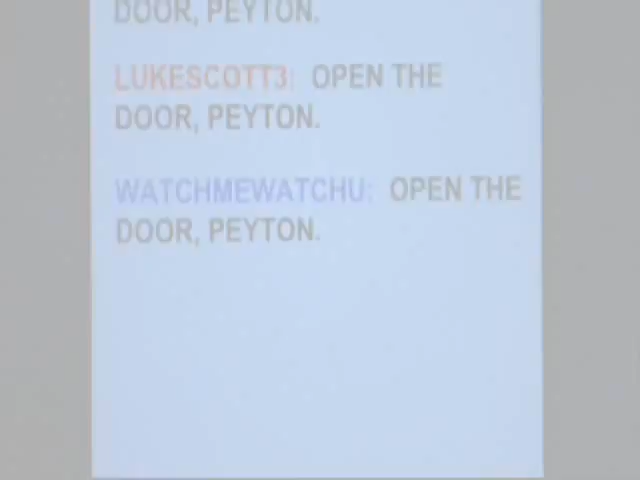 DOOR, PEYTON.
LUKESCOTT3: OPEN THE
DOOR, PEYTON.
WATCHMEWATCHU: OPEN THE
DOOR, PEYTON.